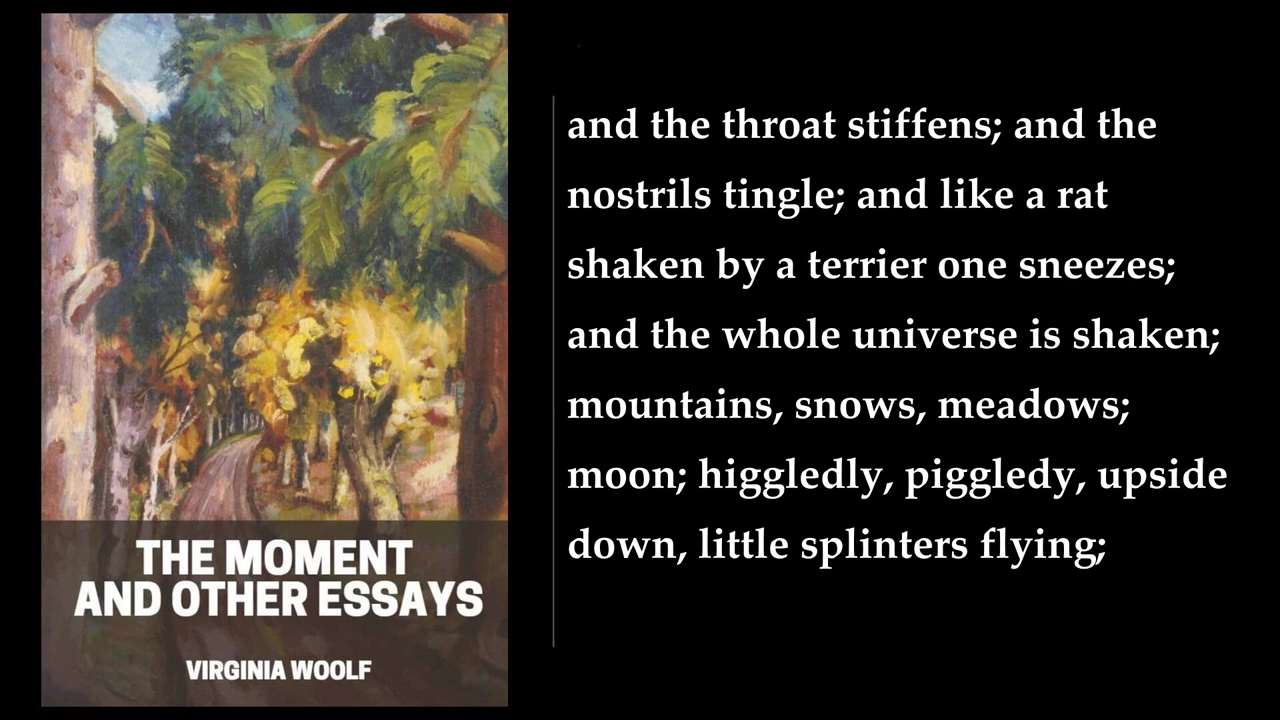 and the throat stiffens; and the
nostrils tingle; and like a rat
shaken by a terrier one sneezes;
and the whole universe is shaken;
mountains, snows, meadows;
moon; higgledly, piggledy, upside
down, little splinters flying;
THE MOMENT
AND OTHER ESSAYS
VIRGINIA WOOLF